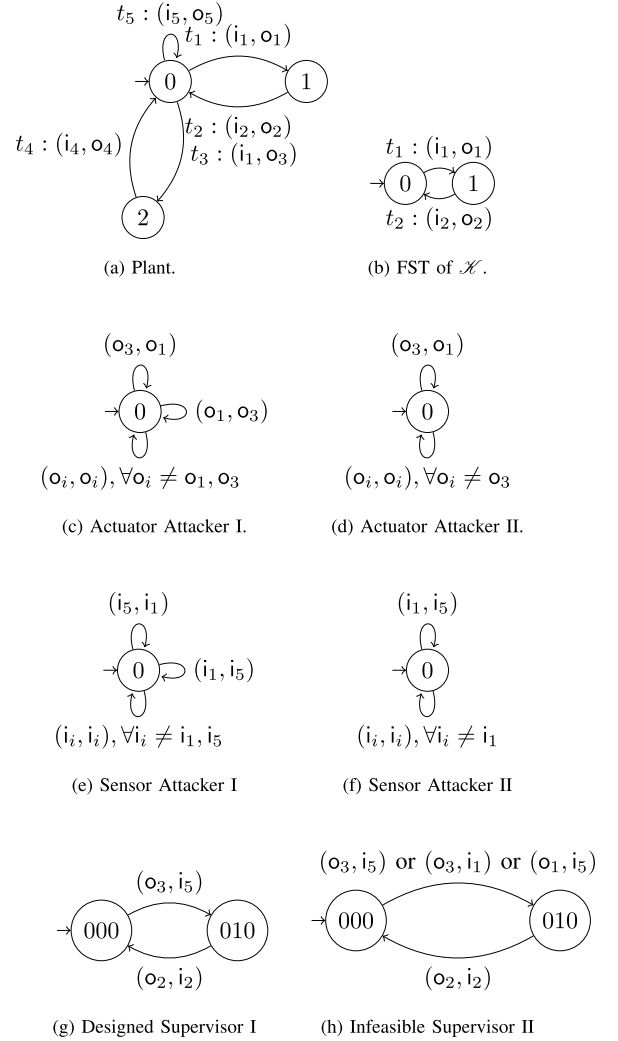 t₅ : (i₅, o₅)
t₁ : (i₁, o₁)
0
1
t₂ : (i₂, o₂)
t₃ : (i₁, o₃)
t₄ : (i₄, o₄)
2
(a) Plant.
t₁ : (i₁, o₁)
0
1
t₂ : (i₂, o₂)
(b) FST of 𝒦.
(o₃, o₁)
0
(o₁, o₃)
(oᵢ, oᵢ), ∀oᵢ ≠ o₁, o₃
(c) Actuator Attacker I.
(o₃, o₁)
0
(oᵢ, oᵢ), ∀oᵢ ≠ o₃
(d) Actuator Attacker II.
(i₅, i₁)
0
(i₁, i₅)
(iᵢ, iᵢ), ∀iᵢ ≠ i₁, i₅
(e) Sensor Attacker I
(i₁, i₅)
0
(iᵢ, iᵢ), ∀iᵢ ≠ i₁
(f) Sensor Attacker II
(o₃, i₅)
000
010
(o₂, i₂)
(g) Designed Supervisor I
(o₃, i₅) or (o₃, i₁) or (o₁, i₅)
000
010
(o₂, i₂)
(h) Infeasible Supervisor II